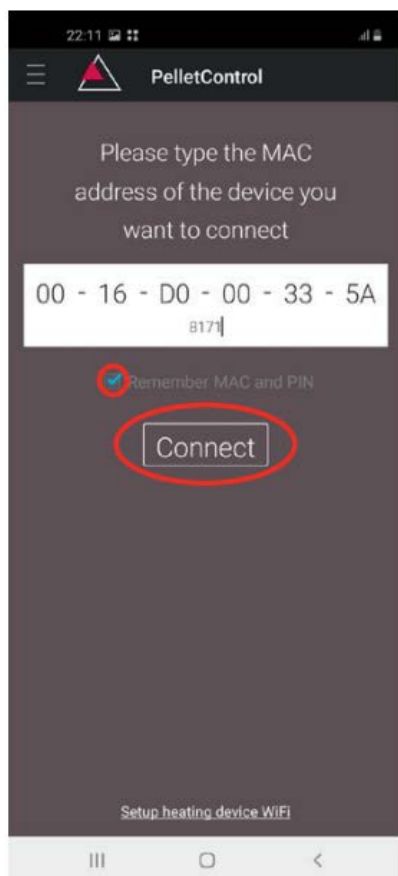 22:11
PelletControl
Please type the MAC
address of the device you
want to connect
00 - 16 - D0 - 00 - 33 - 5A
8171
Remember MAC and PIN
Connect
Setup heating device WiFi